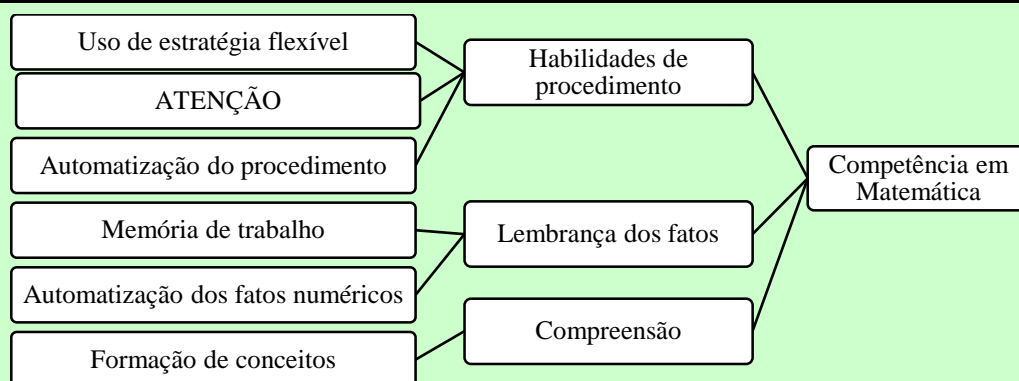 Uso de estratégia flexível
ATENÇÃO
Automatização do procedimento
Memória de trabalho
Automatização dos fatos numéricos
Formação de conceitos
Habilidades de
procedimento
Lembrança dos fatos
Compreensão
Competência em
Matemática